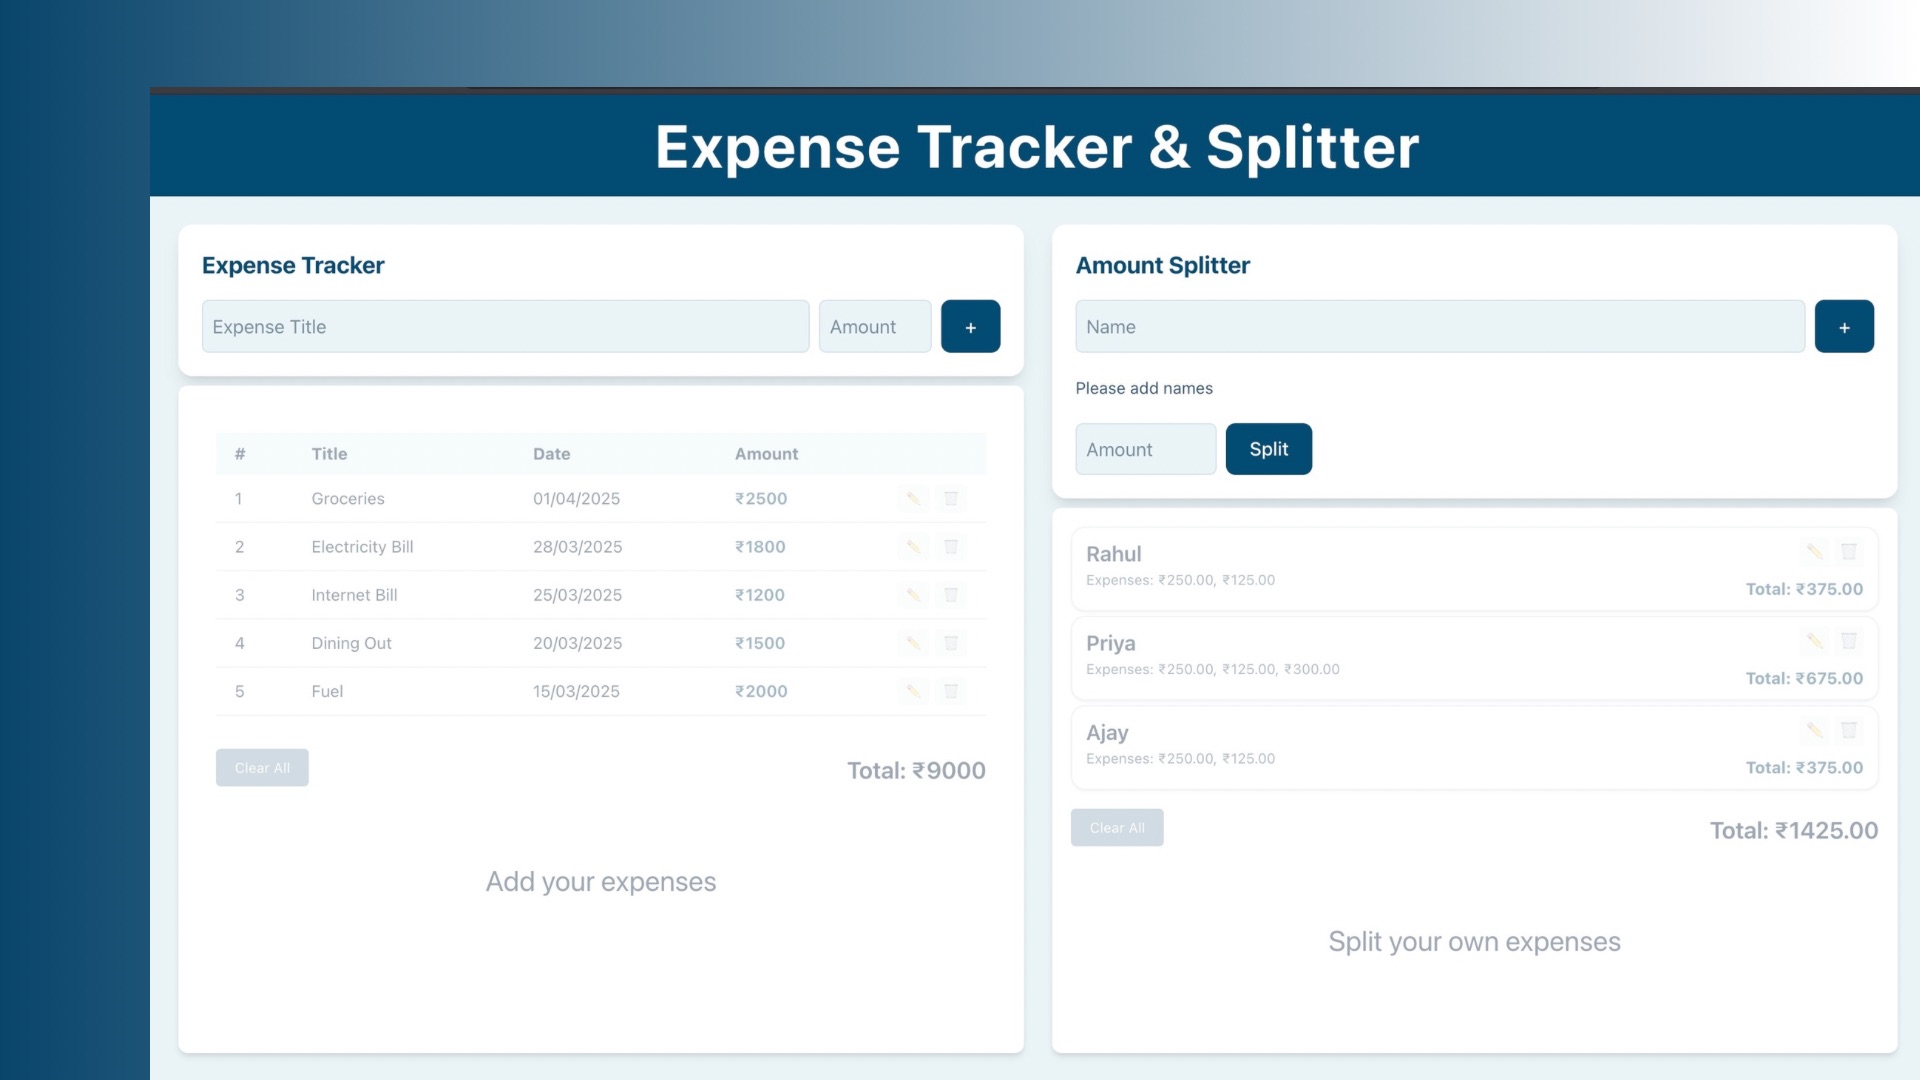 Expense Tracker & Splitter
Expense Tracker
Expense Title
Amount
+
# Title Date Amount
1 Groceries 01/04/2025 ₹2500
2 Electricity Bill 28/03/2025 ₹1800
3 Internet Bill 25/03/2025 ₹1200
4 Dining Out 20/03/2025 ₹1500
5 Fuel 15/03/2025 ₹2000
Clear All
Total: ₹9000
Add your expenses
Amount Splitter
Name
+
Please add names
Amount
Split
Rahul
Expenses: ₹250.00, ₹125.00
Total: ₹375.00
Priya
Expenses: ₹250.00, ₹125.00, ₹300.00
Total: ₹675.00
Ajay
Expenses: ₹250.00, ₹125.00
Total: ₹375.00
Clear All
Total: ₹1425.00
Split your own expenses